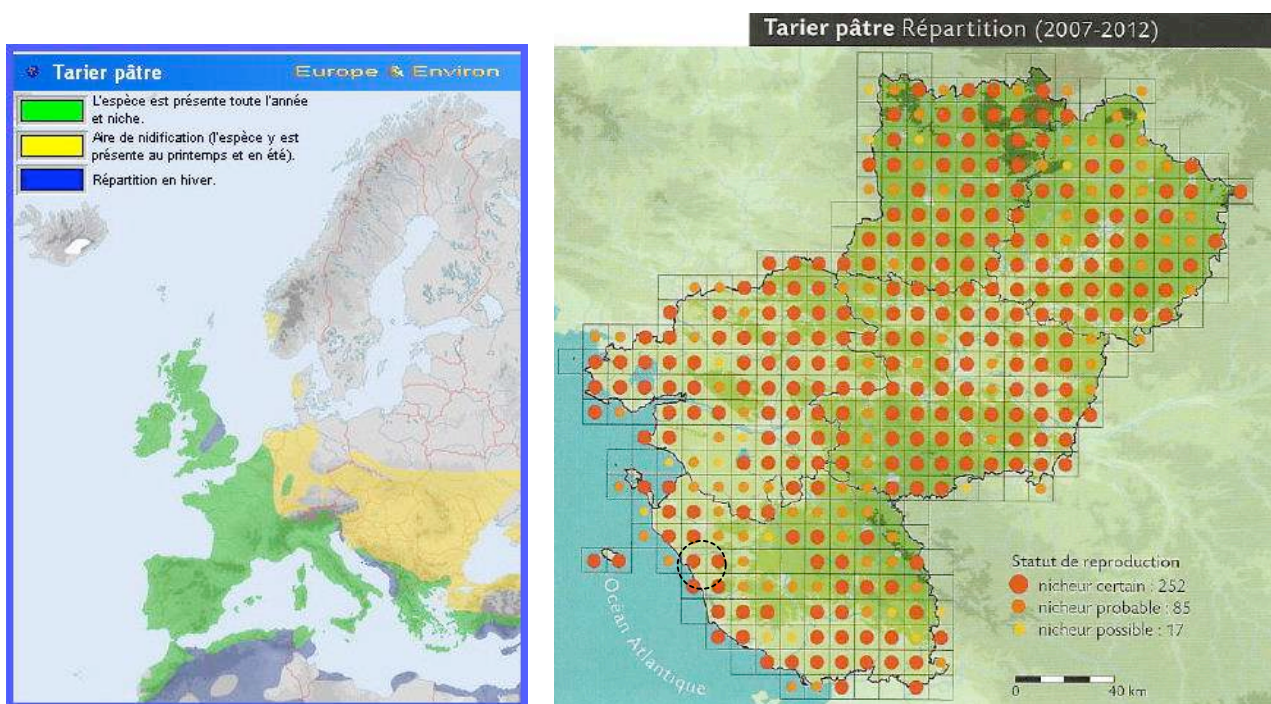 Tarier pâtre Europe & Environ
L'espèce est présente toute l'année
et niche.
Aire de nidification (l'espèce y est
présente au printemps et en été).
Répartition en hiver.
Tarier pâtre Répartition (2007-2012)
Statut de reproduction
nicheur certain : 252
nicheur probable : 85
nicheur possible : 17
Océan Atlantique
0 40 km